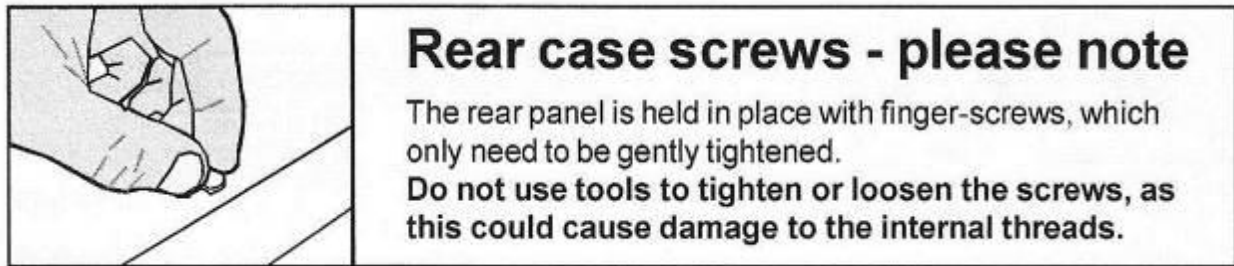 Rear case screws - please note
The rear panel is held in place with finger-screws, which
only need to be gently tightened.
Do not use tools to tighten or loosen the screws, as
this could cause damage to the internal threads.